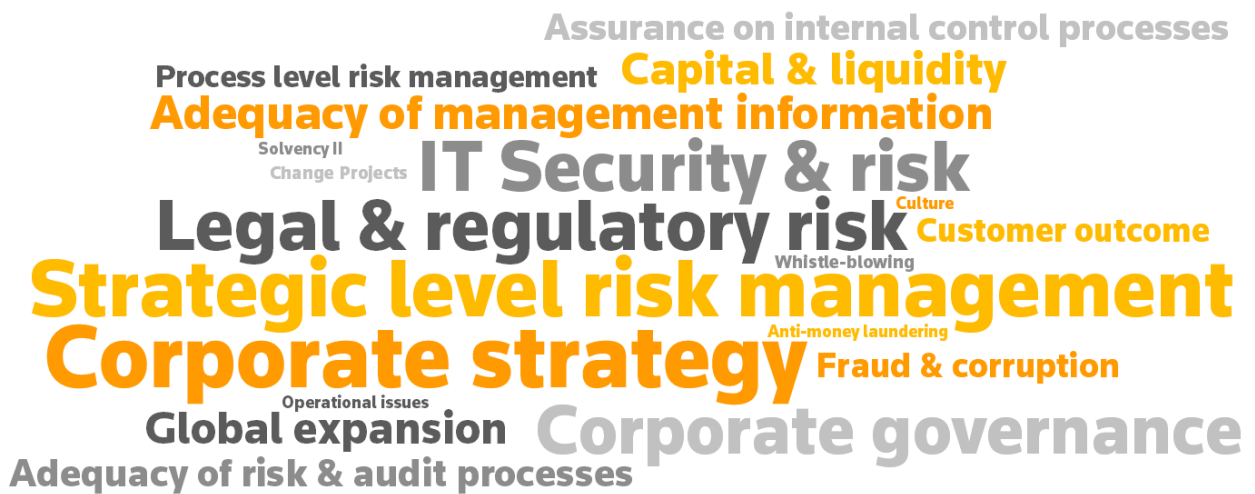 Assurance on internal control processes
Process level risk management
Capital & liquidity
Adequacy of management information
Solvency II
Change Projects
IT Security & risk
Legal & regulatory risk
Culture
Customer outcome
Whistle-blowing
Strategic level risk management
Corporate strategy
Anti-money laundering
Fraud & corruption
Operational issues
Global expansion
Corporate governance
Adequacy of risk & audit processes